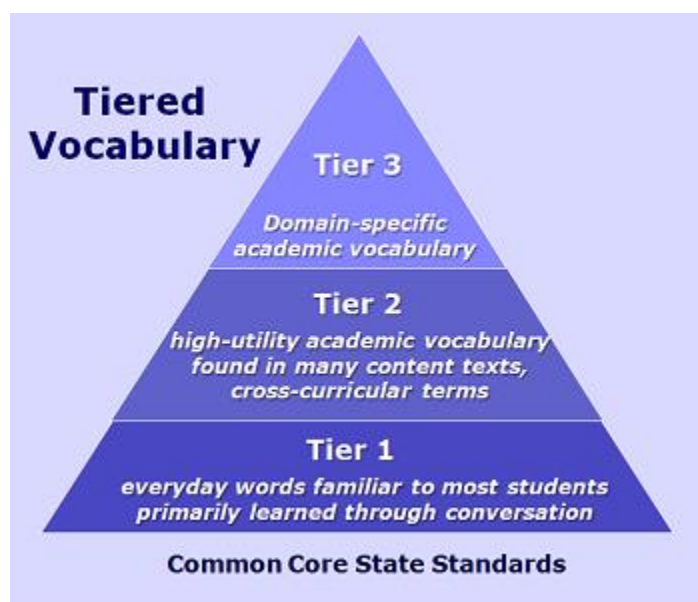 Tiered
Vocabulary
Tier 3
Domain-specific
academic vocabulary
Tier 2
high-utility academic vocabulary
found in many content texts,
cross-curricular terms
Tier 1
everyday words familiar to most students
primarily learned through conversation
Common Core State Standards